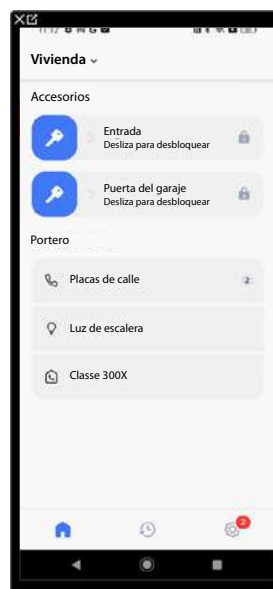 Vivienda
Accesorios
Entrada
Desliza para desbloquear
Puerta del garaje
Desliza para desbloquear
Portero
Placas de calle
2
Luz de escalera
Classe 300X
2